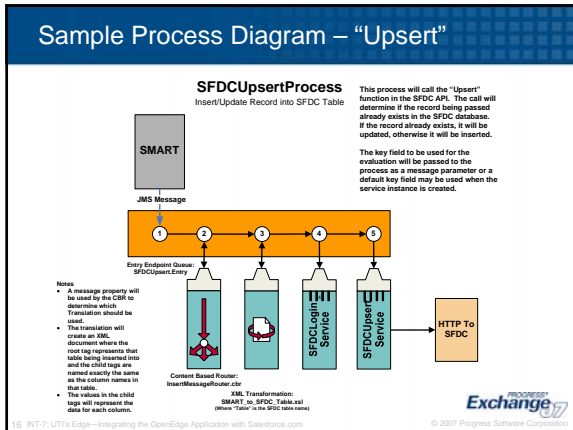 Sample Process Diagram – “Upsert”
SFDCUpsertProcess
Insert/Update Record into SFDC Table
This process will call the “Upsert”
function in the SFDC API. The call will
determine if the record being passed
already exists in the SFDC database.
If the record already exists, it will be
updated, otherwise it will be inserted.
The key field to be used for the
evaluation will be passed to the
process as a message parameter or a
default key field may be used when the
service instance is created.
SMART
JMS Message
1
2
3
4
5
Entry Endpoint Queue:
SFDCUpsert.Entry
Notes
• A message property will
be used by the CBR to
determine which
Translation should be
used.
• The translation will
create an XML
document where the
root tag represents that
table being inserted into
and the child tags are
named exactly the same
as the column names in
that table.
• The values in the child
tags will represent the
data for each column.
SFDCLogin
Service
SFDCUpsert
Service
HTTP To
SFDC
Content Based Router:
InsertMessageRouter.cbr
XML Transformation:
SMART_to_SFDC_Table.xsl
(Where “Table” is the SFDC table name)
PROGRESS
Exchange 07
16 INT-7: UTi's Edge—Integrating the OpenEdge Application with Salesforce.com
© 2007 Progress Software Corporation